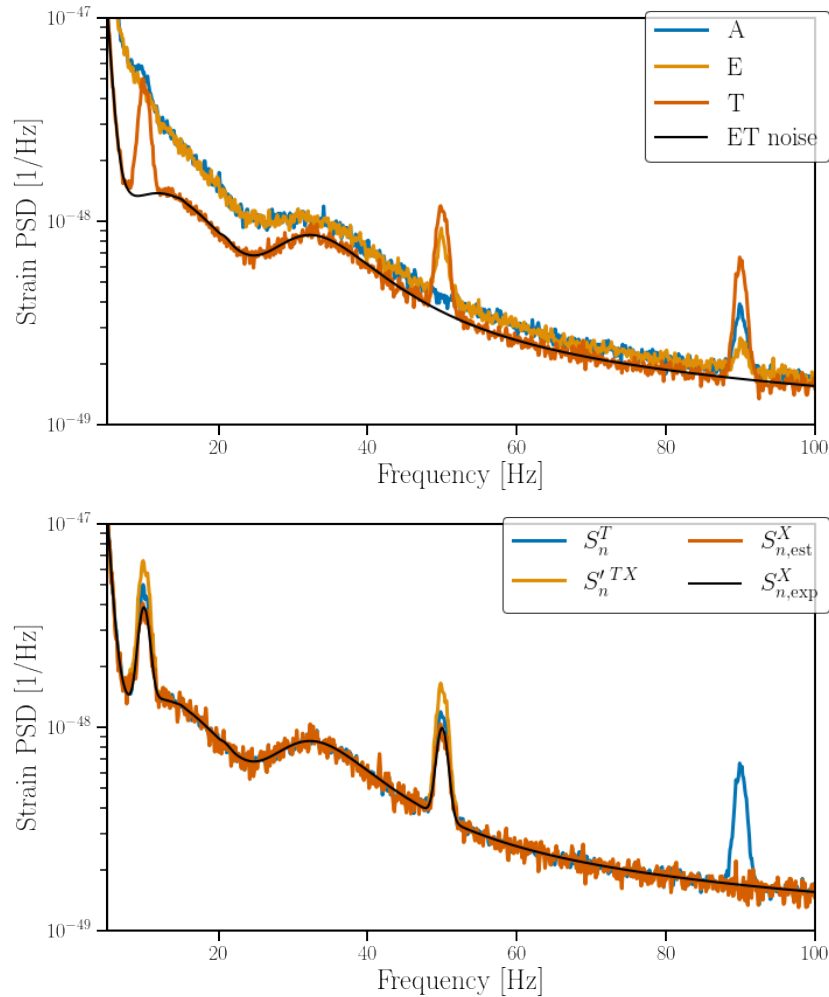 10^{-47}
10^{-48}
10^{-49}
Strain PSD [1/Hz]
A
E
T
ET noise
20 40 60 80 100
Frequency [Hz]
10^{-47}
10^{-48}
10^{-49}
Strain PSD [1/Hz]
S_n^T S_{n,est}^X
S_n'^{TX} S_{n,exp}^X
20 40 60 80 100
Frequency [Hz]